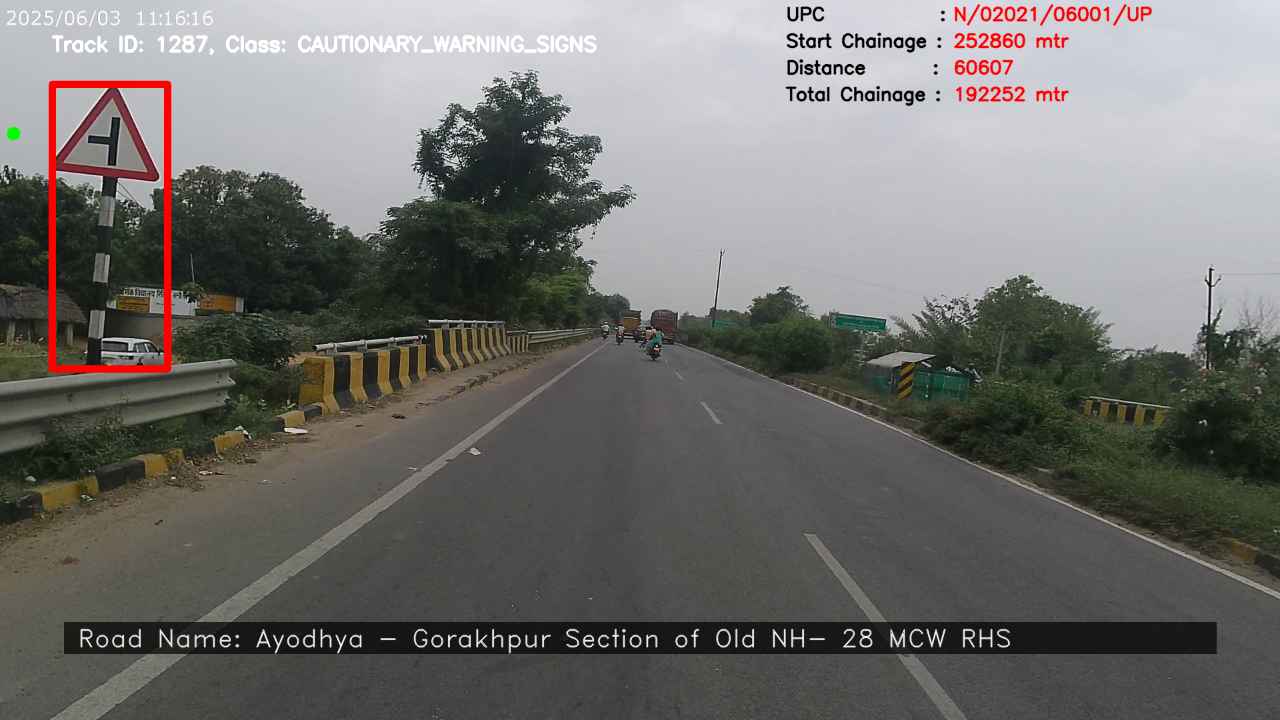 2025/06/03 11:16:16
Track ID: 1287, Class: CAUTIONARY_WARNING_SIGNS
UPC : N/02021/06001/UP
Start Chainage : 252860 mtr
Distance : 60607
Total Chainage : 192252 mtr
Road Name: Ayodhya - Gorakhpur Section of Old NH- 28 MCW RHS